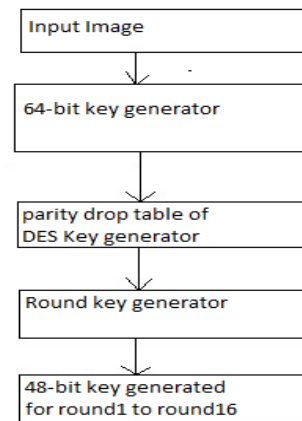 Input Image
64-bit key generator
parity drop table of
DES Key generator
Round key generator
48-bit key generated
for round1 to round16